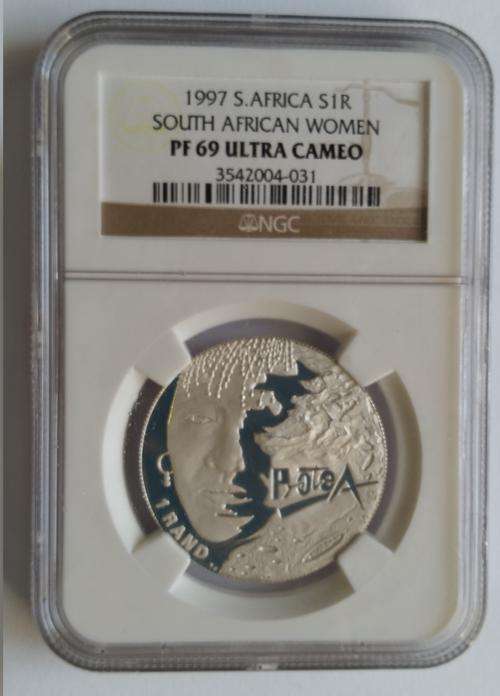 1997 S.AFRICA S1R
SOUTH AFRICAN WOMEN
PF 69 ULTRA CAMEO
3542004-031
NGC
PROTEA
1 RAND